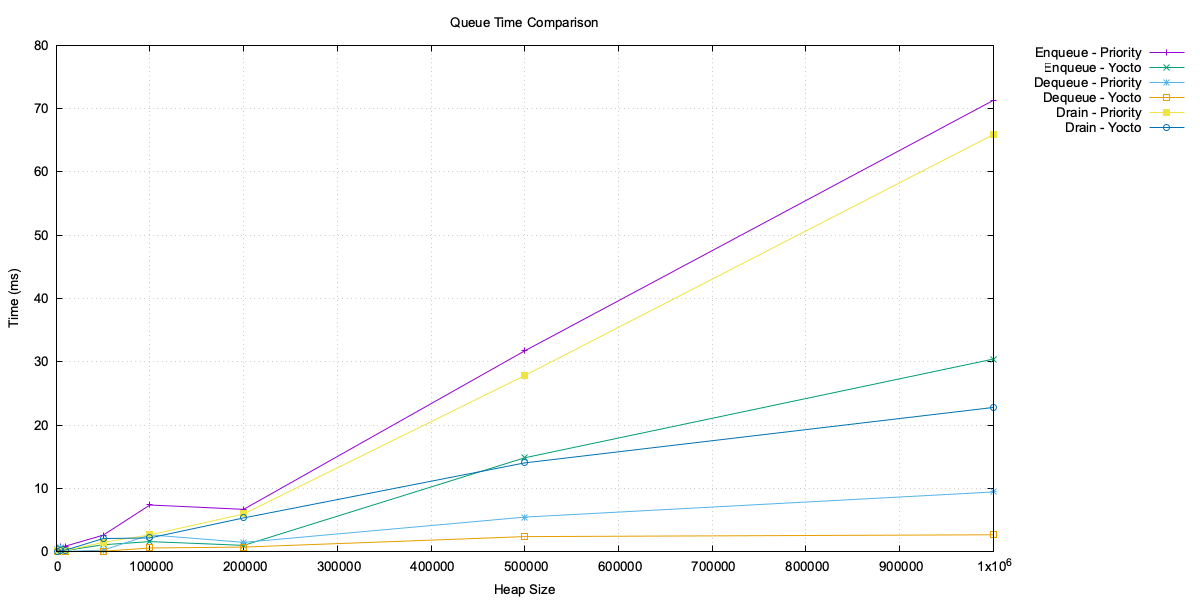 Queue Time Comparison
Enqueue - Priority
Enqueue - Yocto
Dequeue - Priority
Dequeue - Yocto
Drain - Priority
Drain - Yocto
80
70
60
50
40
30
20
10
0
Time (ms)
0 100000 200000 300000 400000 500000 600000 700000 800000 900000 1x10⁶
Heap Size